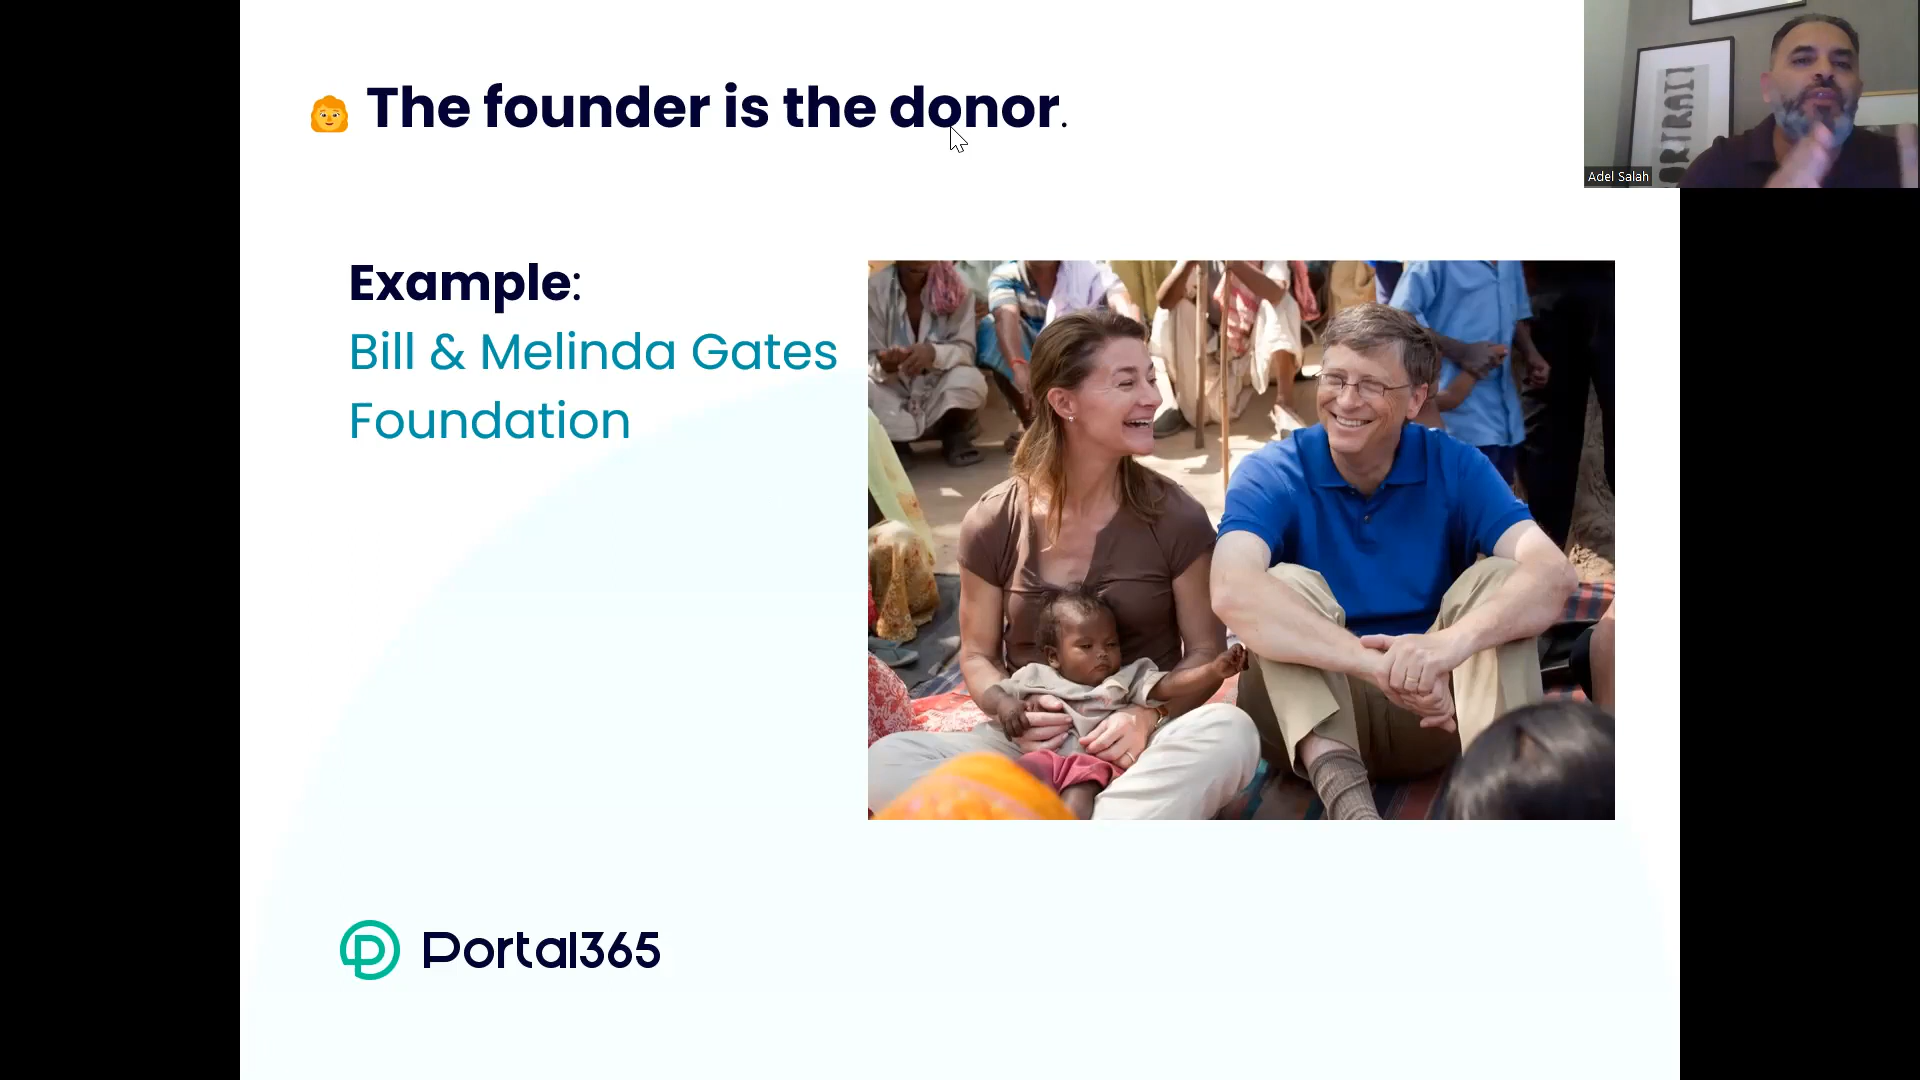 The founder is the donor.
Adel Salah
Example:
Bill & Melinda Gates
Foundation
Portal365